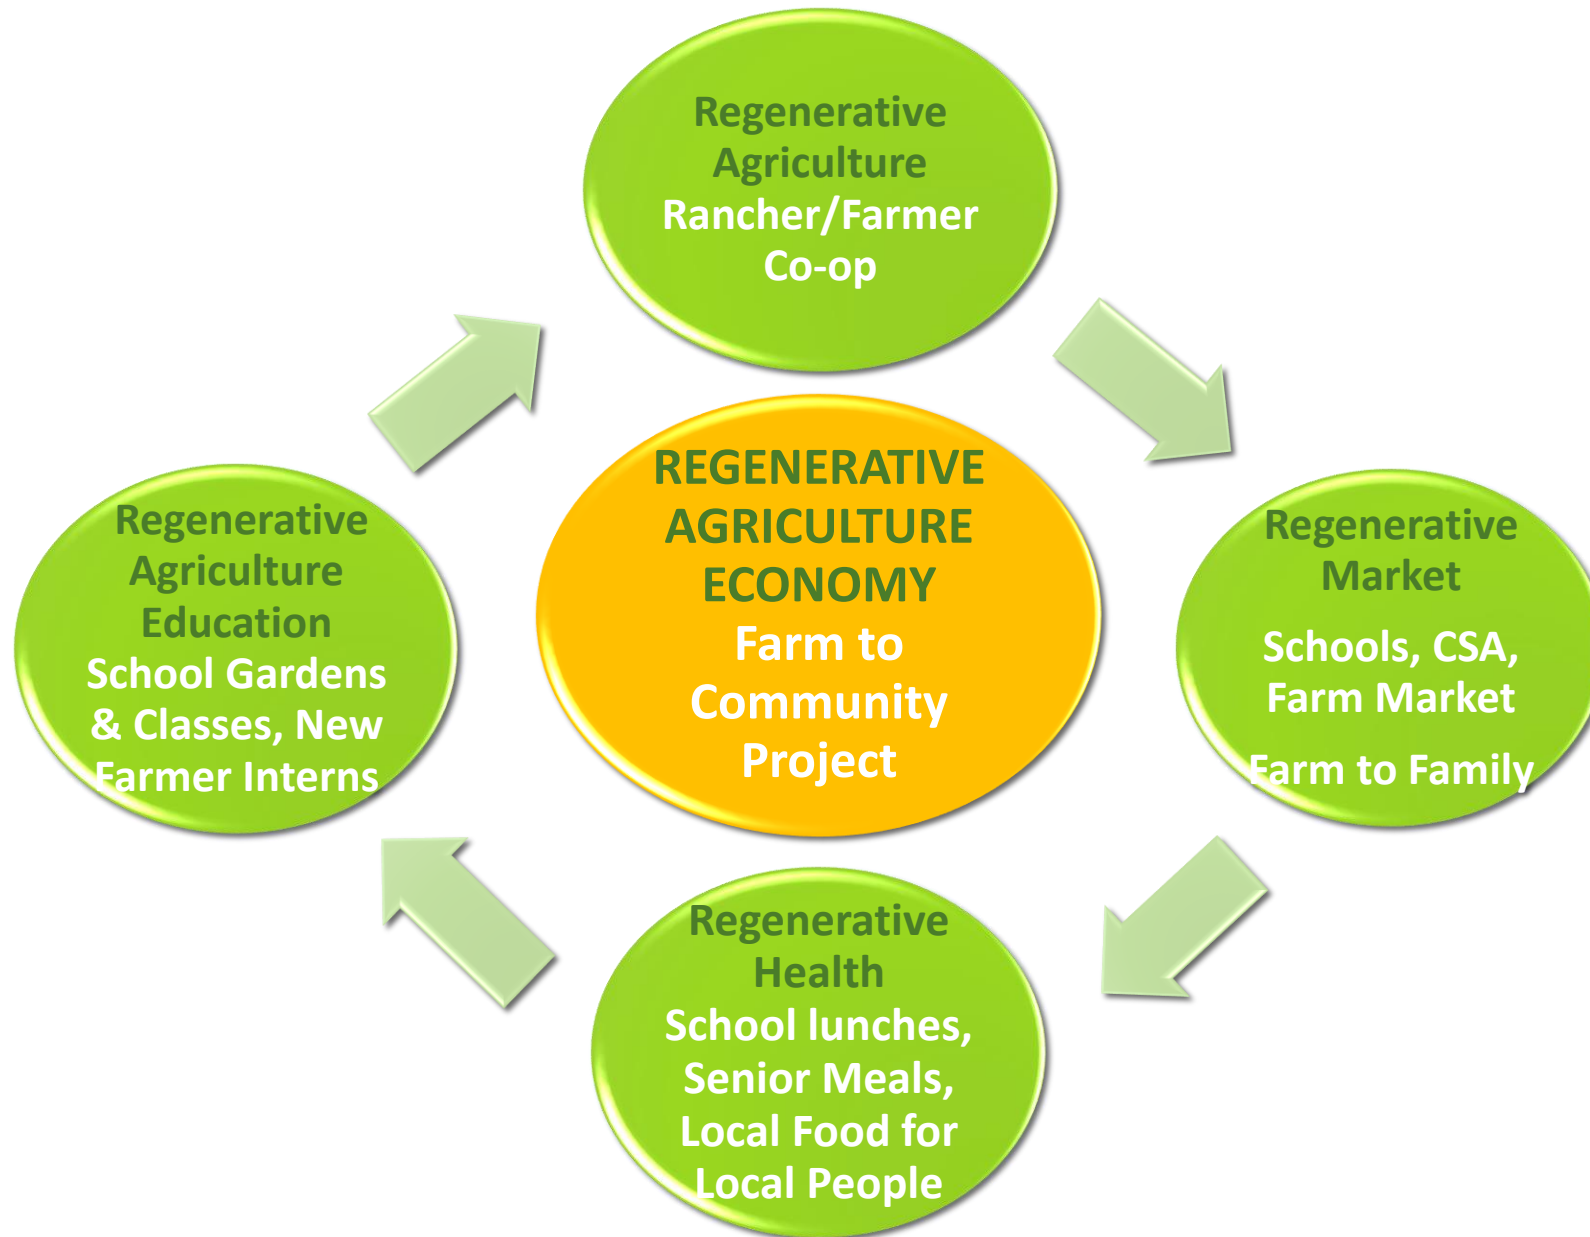 Regenerative
Agriculture
Rancher/Farmer
Co-op
REGENERATIVE
AGRICULTURE
ECONOMY
Farm to
Community
Project
Regenerative
Market
Schools, CSA,
Farm Market
Farm to Family
Regenerative
Health
School lunches,
Senior Meals,
Local Food for
Local People
Regenerative
Agriculture
Education
School Gardens
& Classes, New
Farmer Interns